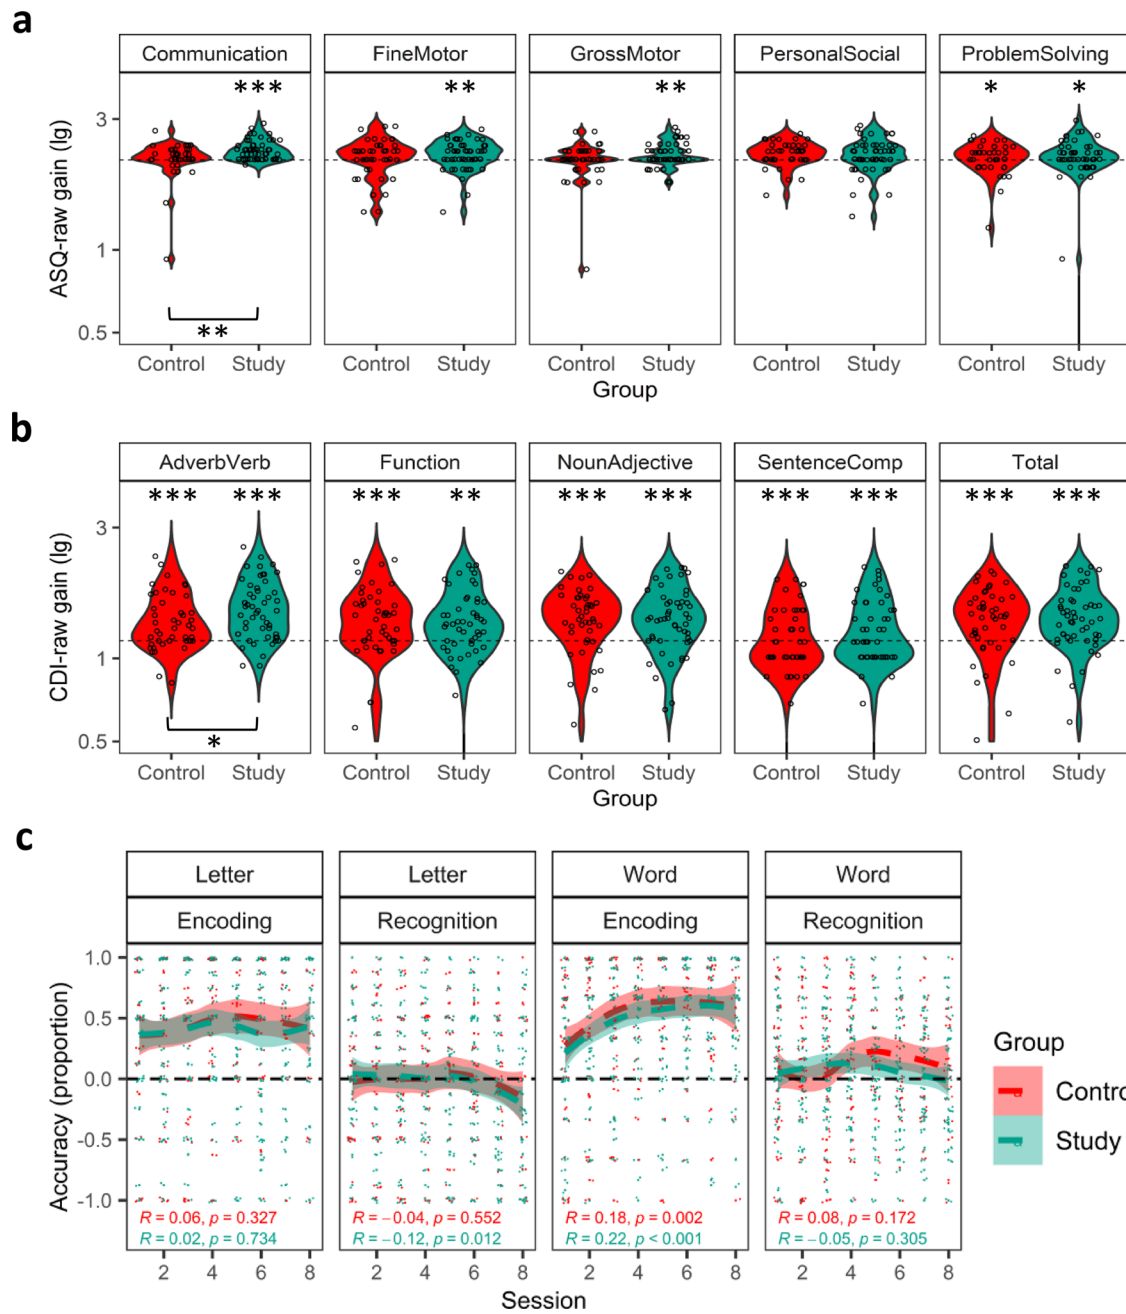 a
Communication FineMotor GrossMotor PersonalSocial ProblemSolving
*** ** ** * *
3
1
0.5
ASQ-raw gain (lg)
**
Control Study Control Study Control Study Control Study Control Study
Group
b
AdverbVerb Function NounAdjective SentenceComp Total
*** *** *** ** *** *** *** *** *** ***
3
1
0.5
CDI-raw gain (lg)
*
Control Study Control Study Control Study Control Study Control Study
Group
c
Letter Letter Word Word
Encoding Recognition Encoding Recognition
1.0
0.5
0.0
-0.5
-1.0
Accuracy (proportion)
R = 0.06, p = 0.327 R = −0.04, p = 0.552 R = 0.18, p = 0.002 R = 0.08, p = 0.172
R = 0.02, p = 0.734 R = −0.12, p = 0.012 R = 0.22, p < 0.001 R = −0.05, p = 0.305
2 4 6 8 2 4 6 8 2 4 6 8 2 4 6 8
Session
Group
Contro
Study